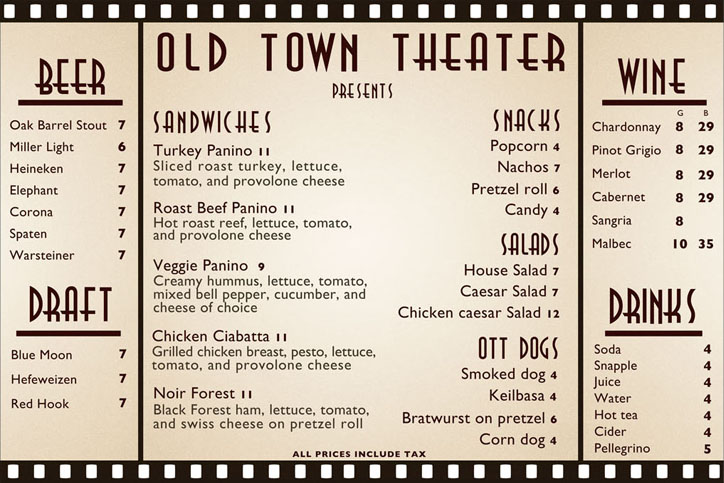 OLD TOWN THEATER
PRESENTS
BEER
Oak Barrel Stout 7
Miller Light 6
Heineken 7
Elephant 7
Corona 7
Spaten 7
Warsteiner 7
DRAFT
Blue Moon 7
Hefeweizen 7
Red Hook 7
SANDWICHES
Turkey Panino 11
Sliced roast turkey, lettuce,
tomato, and provolone cheese
Roast Beef Panino 11
Hot roast reef, lettuce, tomato,
and provolone cheese
Veggie Panino 9
Creamy hummus, lettuce, tomato,
mixed bell pepper, cucumber, and
cheese of choice
Chicken Ciabatta 11
Grilled chicken breast, pesto, lettuce,
tomato, and provolone cheese
Noir Forest 11
Black Forest ham, lettuce, tomato,
and swiss cheese on pretzel roll
SNACKS
Popcorn 4
Nachos 7
Pretzel roll 6
Candy 4
SALADS
House Salad 7
Caesar Salad 7
Chicken caesar Salad 12
OTT DOGS
Smoked dog 4
Keilbasa 4
Bratwurst on pretzel 6
Corn dog 4
ALL PRICES INCLUDE TAX
WINE
G B
Chardonnay 8 29
Pinot Grigio 8 29
Merlot 8 29
Cabernet 8 29
Sangria 8
Malbec 10 35
DRINKS
Soda 4
Snapple 4
Juice 4
Water 4
Hot tea 4
Cider 4
Pellegrino 5